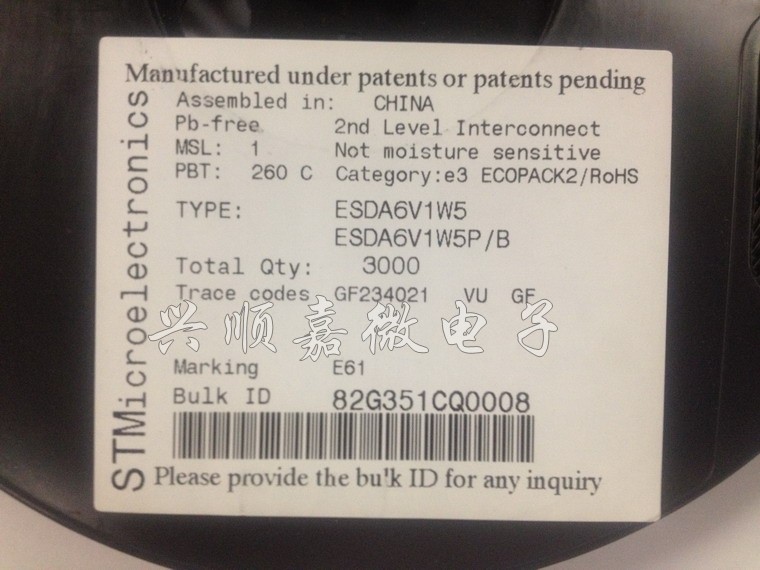 Manufactured under patents or patents pending
STMicroelectronics
Assembled in: CHINA
Pb-free 2nd Level Interconnect
MSL: 1 Not moisture sensitive
PBT: 260 C Category:e3 ECOPACK2/RoHS
TYPE: ESDA6V1W5
ESDA6V1W5P/B
Total Qty: 3000
Trace codes GF234021 VU GF
兴顺嘉微电子
Marking E61
Bulk ID 82G351CQ0008
Please provide the bulk ID for any inquiry